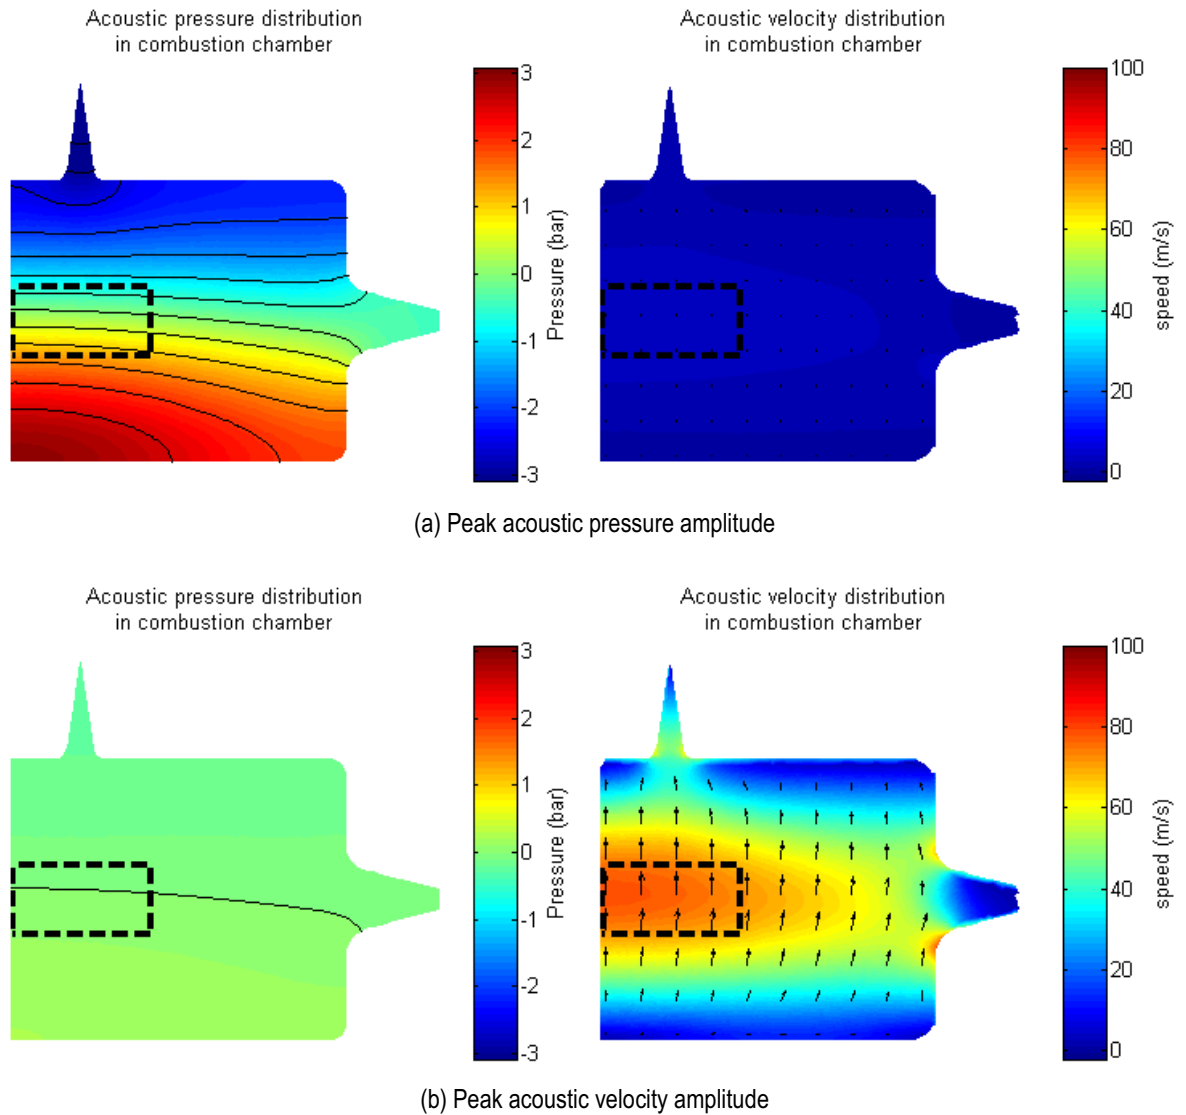 Acoustic pressure distribution
in combustion chamber
3
2
1
0
-1
-2
-3
Pressure (bar)
Acoustic velocity distribution
in combustion chamber
100
80
60
40
20
0
speed (m/s)
(a) Peak acoustic pressure amplitude
Acoustic pressure distribution
in combustion chamber
3
2
1
0
-1
-2
-3
Pressure (bar)
Acoustic velocity distribution
in combustion chamber
100
80
60
40
20
0
speed (m/s)
(b) Peak acoustic velocity amplitude